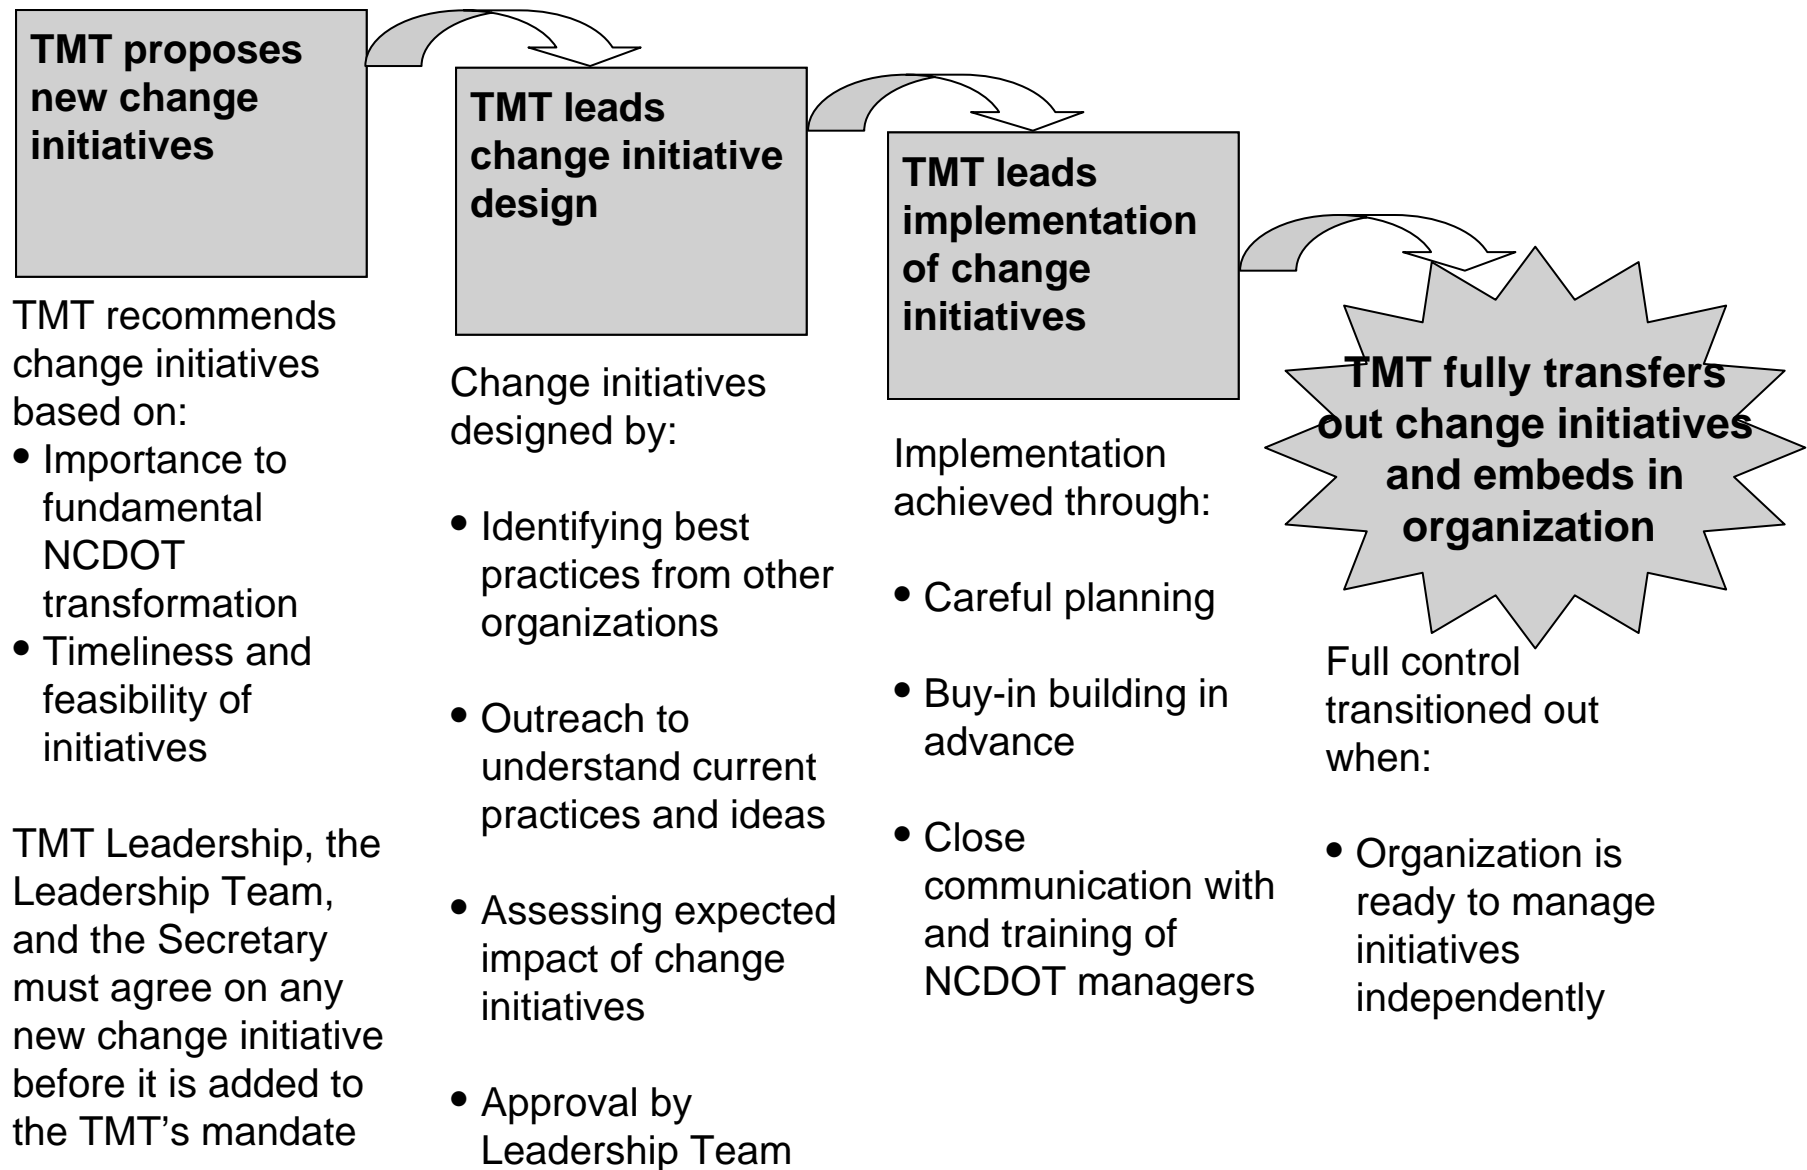 TMT proposes
new change
initiatives
TMT recommends
change initiatives
based on:
• Importance to
fundamental
NCDOT
transformation
• Timeliness and
feasibility of
initiatives
TMT Leadership, the
Leadership Team,
and the Secretary
must agree on any
new change initiative
before it is added to
the TMT’s mandate
TMT leads
change initiative
design
Change initiatives
designed by:
• Identifying best
practices from other
organizations
• Outreach to
understand current
practices and ideas
• Assessing expected
impact of change
initiatives
• Approval by
Leadership Team
TMT leads
implementation
of change
initiatives
Implementation
achieved through:
• Careful planning
• Buy-in building in
advance
• Close
communication with
and training of
NCDOT managers
TMT fully transfers
out change initiatives
and embeds in
organization
Full control
transitioned out
when:
• Organization is
ready to manage
initiatives
independently